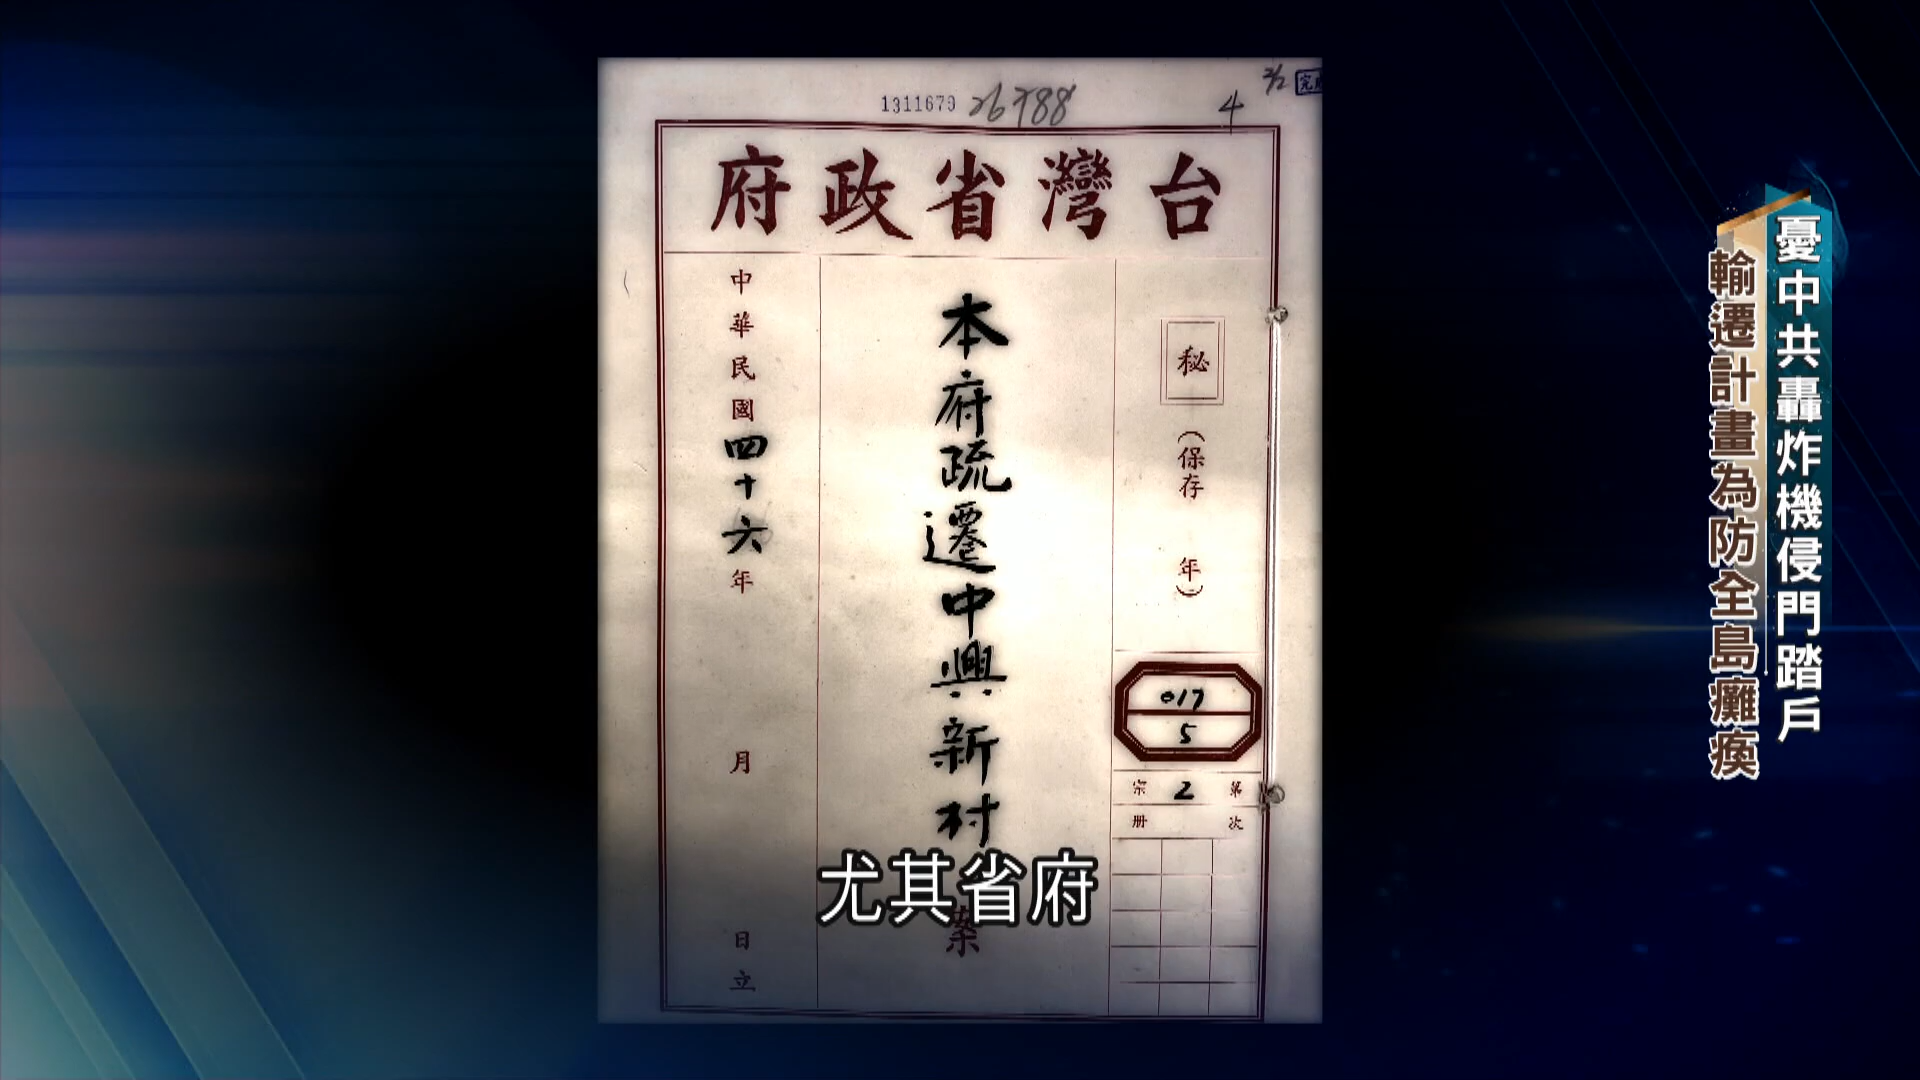 憂中共轟炸機侵門踏戶
輸遷計畫為防全島癱瘓
1311679
26788
4
台灣省政府
秘
（保存 年）
017
5
第 2 宗
次 册
本府疏遷中興新村
案
中華民國四十六年 月 日立
尤其省府